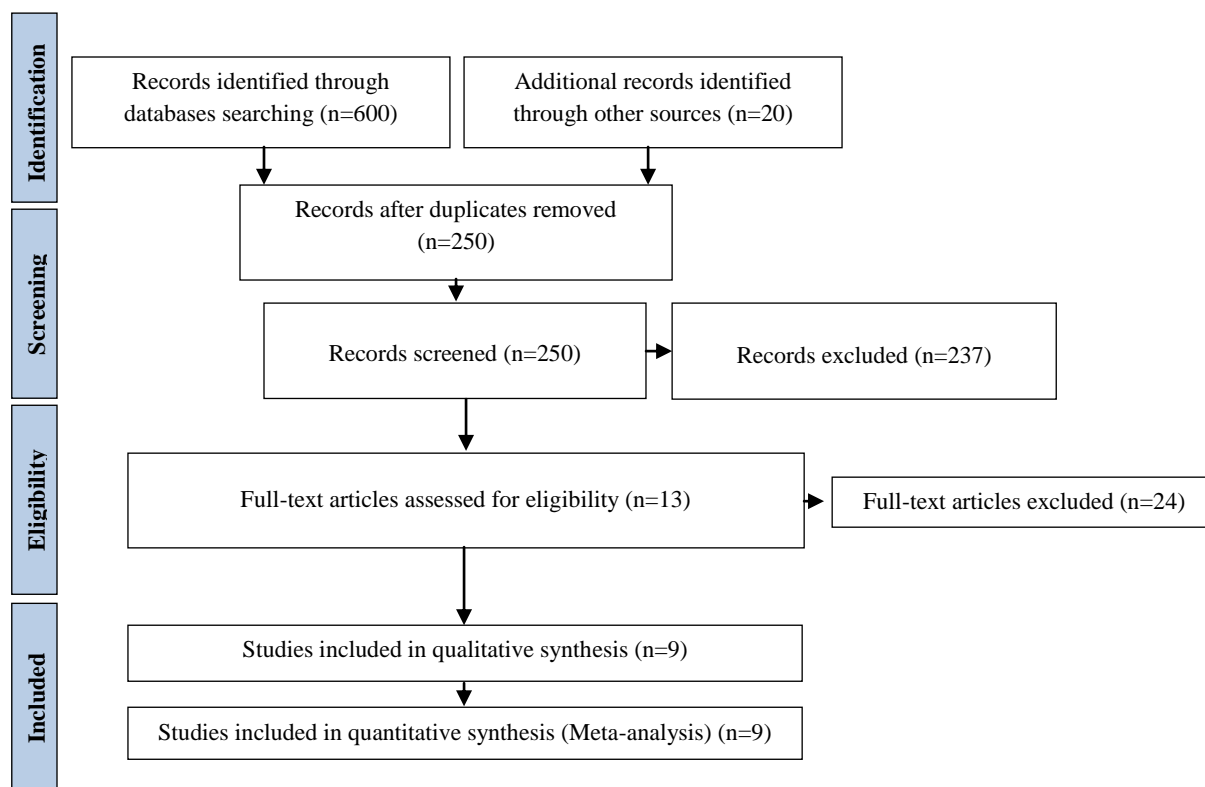 Identification
Records identified through
databases searching (n=600)
Additional records identified
through other sources (n=20)
Screening
Records after duplicates removed
(n=250)
Records screened (n=250)
Records excluded (n=237)
Eligibility
Full-text articles assessed for eligibility (n=13)
Full-text articles excluded (n=24)
Included
Studies included in qualitative synthesis (n=9)
Studies included in quantitative synthesis (Meta-analysis) (n=9)